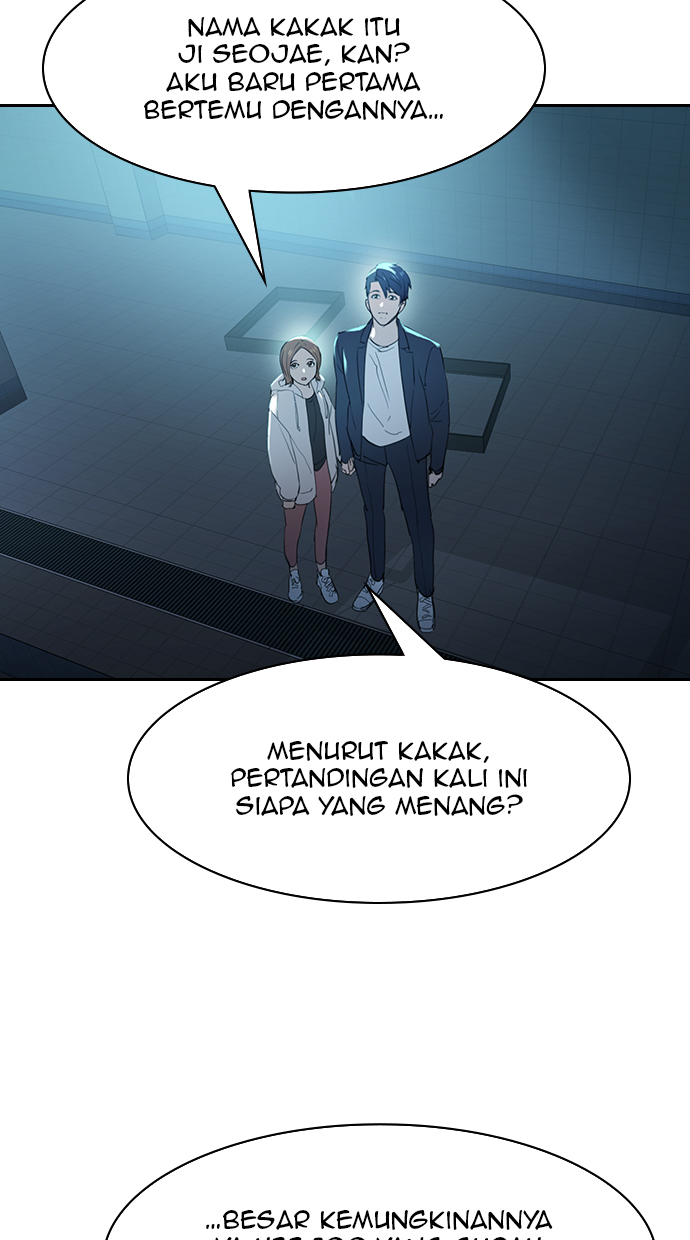 NAMA KAKAK ITU
JI SEOJAE, KAN?
AKU BARU PERTAMA
BERTEMU DENGANNYA...
MENURUT KAKAK,
PERTANDINGAN KALI INI
SIAPA YANG MENANG?
...BESAR KEMUNGKINANNYA